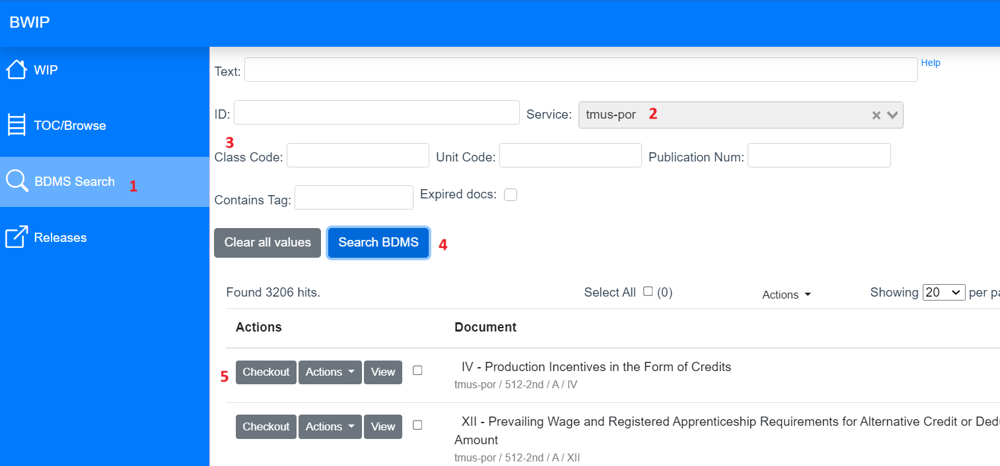 BWIP
WIP
TOC/Browse
BDMS Search 1
Releases
Text: Help
ID: Service: tmus-por 2
3
Class Code: Unit Code: Publication Num:
Contains Tag: Expired docs:
Clear all values Search BDMS 4
Found 3206 hits. Select All (0) Actions Showing 20 per pa
Actions Document
5 Checkout Actions View IV - Production Incentives in the Form of Credits
tmus-por / 512-2nd / A / IV
Checkout Actions View XII - Prevailing Wage and Registered Apprenticeship Requirements for Alternative Credit or Dedu
Amount
tmus-por / 512-2nd / A / XII